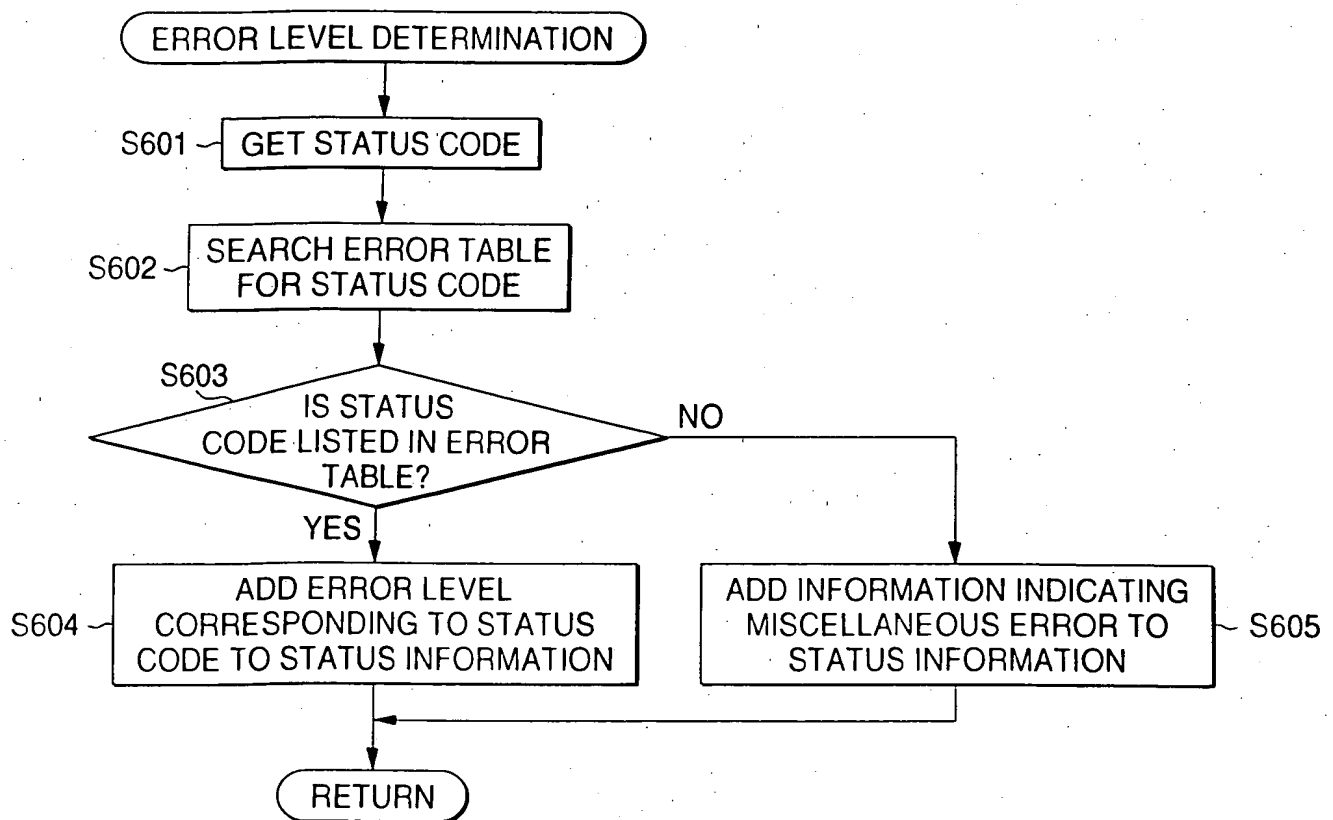 ERROR LEVEL DETERMINATION
S601
GET STATUS CODE
S602
SEARCH ERROR TABLE
FOR STATUS CODE
S603
IS STATUS
CODE LISTED IN ERROR
TABLE?
NO
YES
S604
ADD ERROR LEVEL
CORRESPONDING TO STATUS
CODE TO STATUS INFORMATION
ADD INFORMATION INDICATING
MISCELLANEOUS ERROR TO
STATUS INFORMATION
S605
RETURN